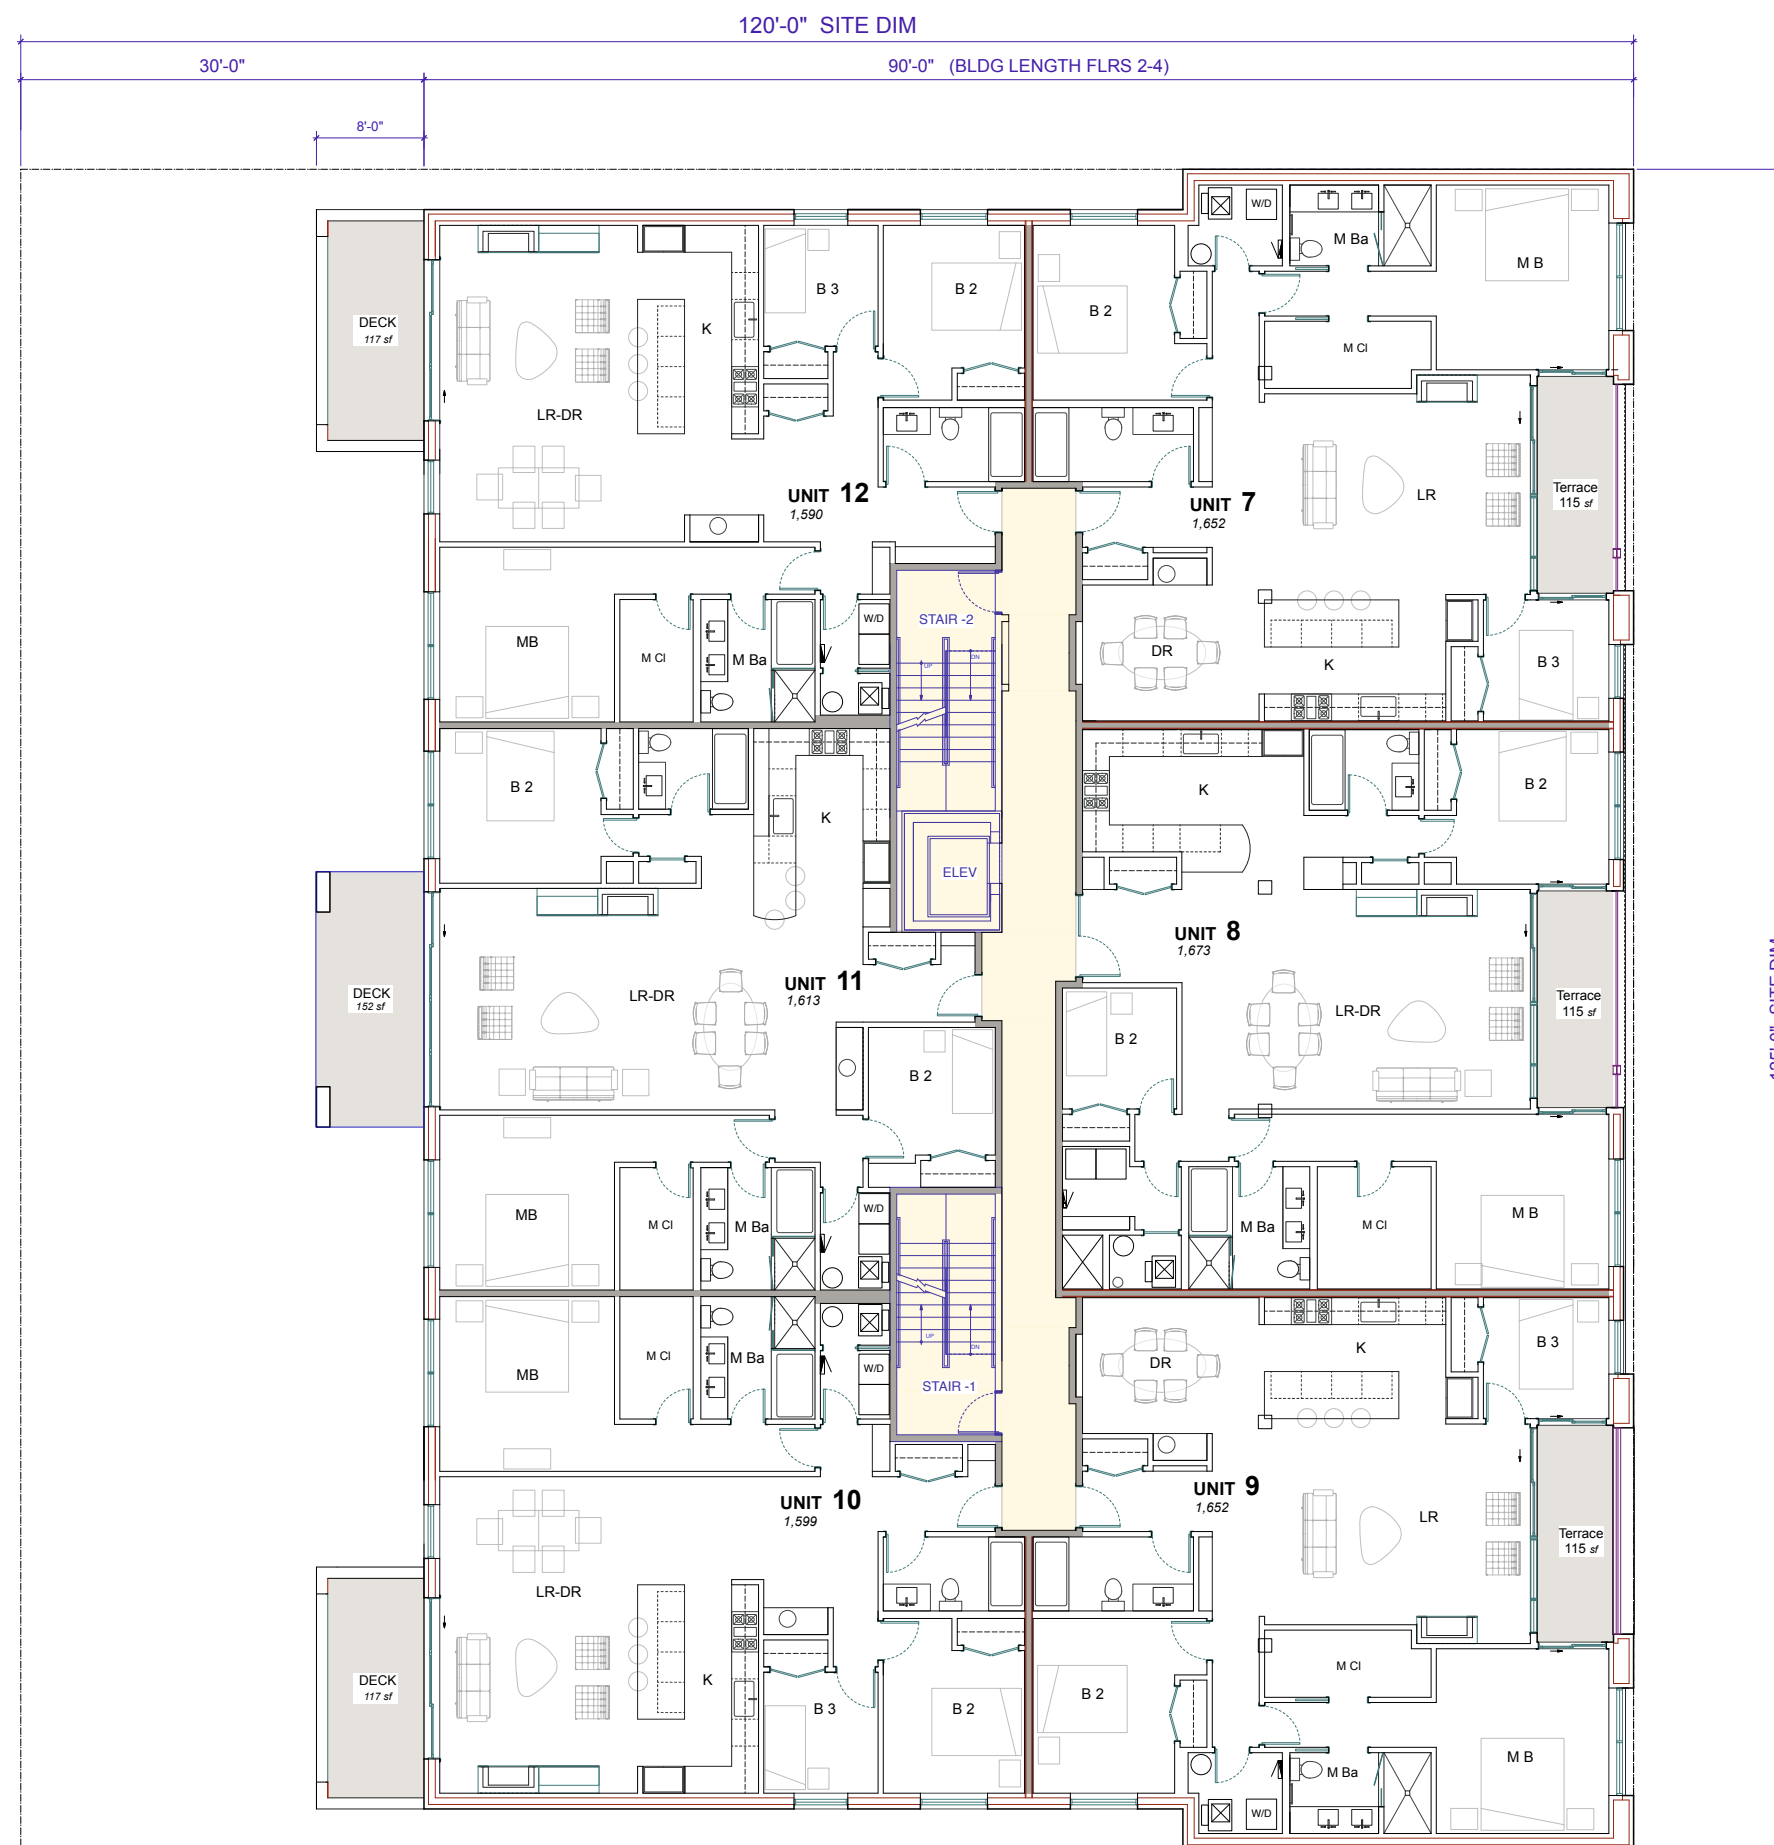 120'-0" SITE DIM
30'-0"
90'-0" (BLDG LENGTH FLRS 2-4)
8'-0"
W/D
M Ba
M B
B 3
B 2
B 2
DECK
117 sf
K
M Cl
LR-DR
UNIT 12
1,590
UNIT 7
1,652
LR
Terrace
115 sf
STAIR -2
W/D
MB
M Cl
M Ba
UP
DN
DR
K
B 3
B 2
K
K
B 2
ELEV
UNIT 8
1,673
UNIT 11
1,613
DECK
152 sf
LR-DR
LR-DR
Terrace
115 sf
B 2
B 2
MB
M Cl
M Ba
W/D
M Ba
M Cl
M B
MB
M Cl
M Ba
W/D
UP
DN
STAIR -1
DR
K
B 3
UNIT 10
1,599
UNIT 9
1,652
LR
Terrace
115 sf
LR-DR
DECK
117 sf
K
B 3
B 2
B 2
M Cl
M B
M Ba
W/D